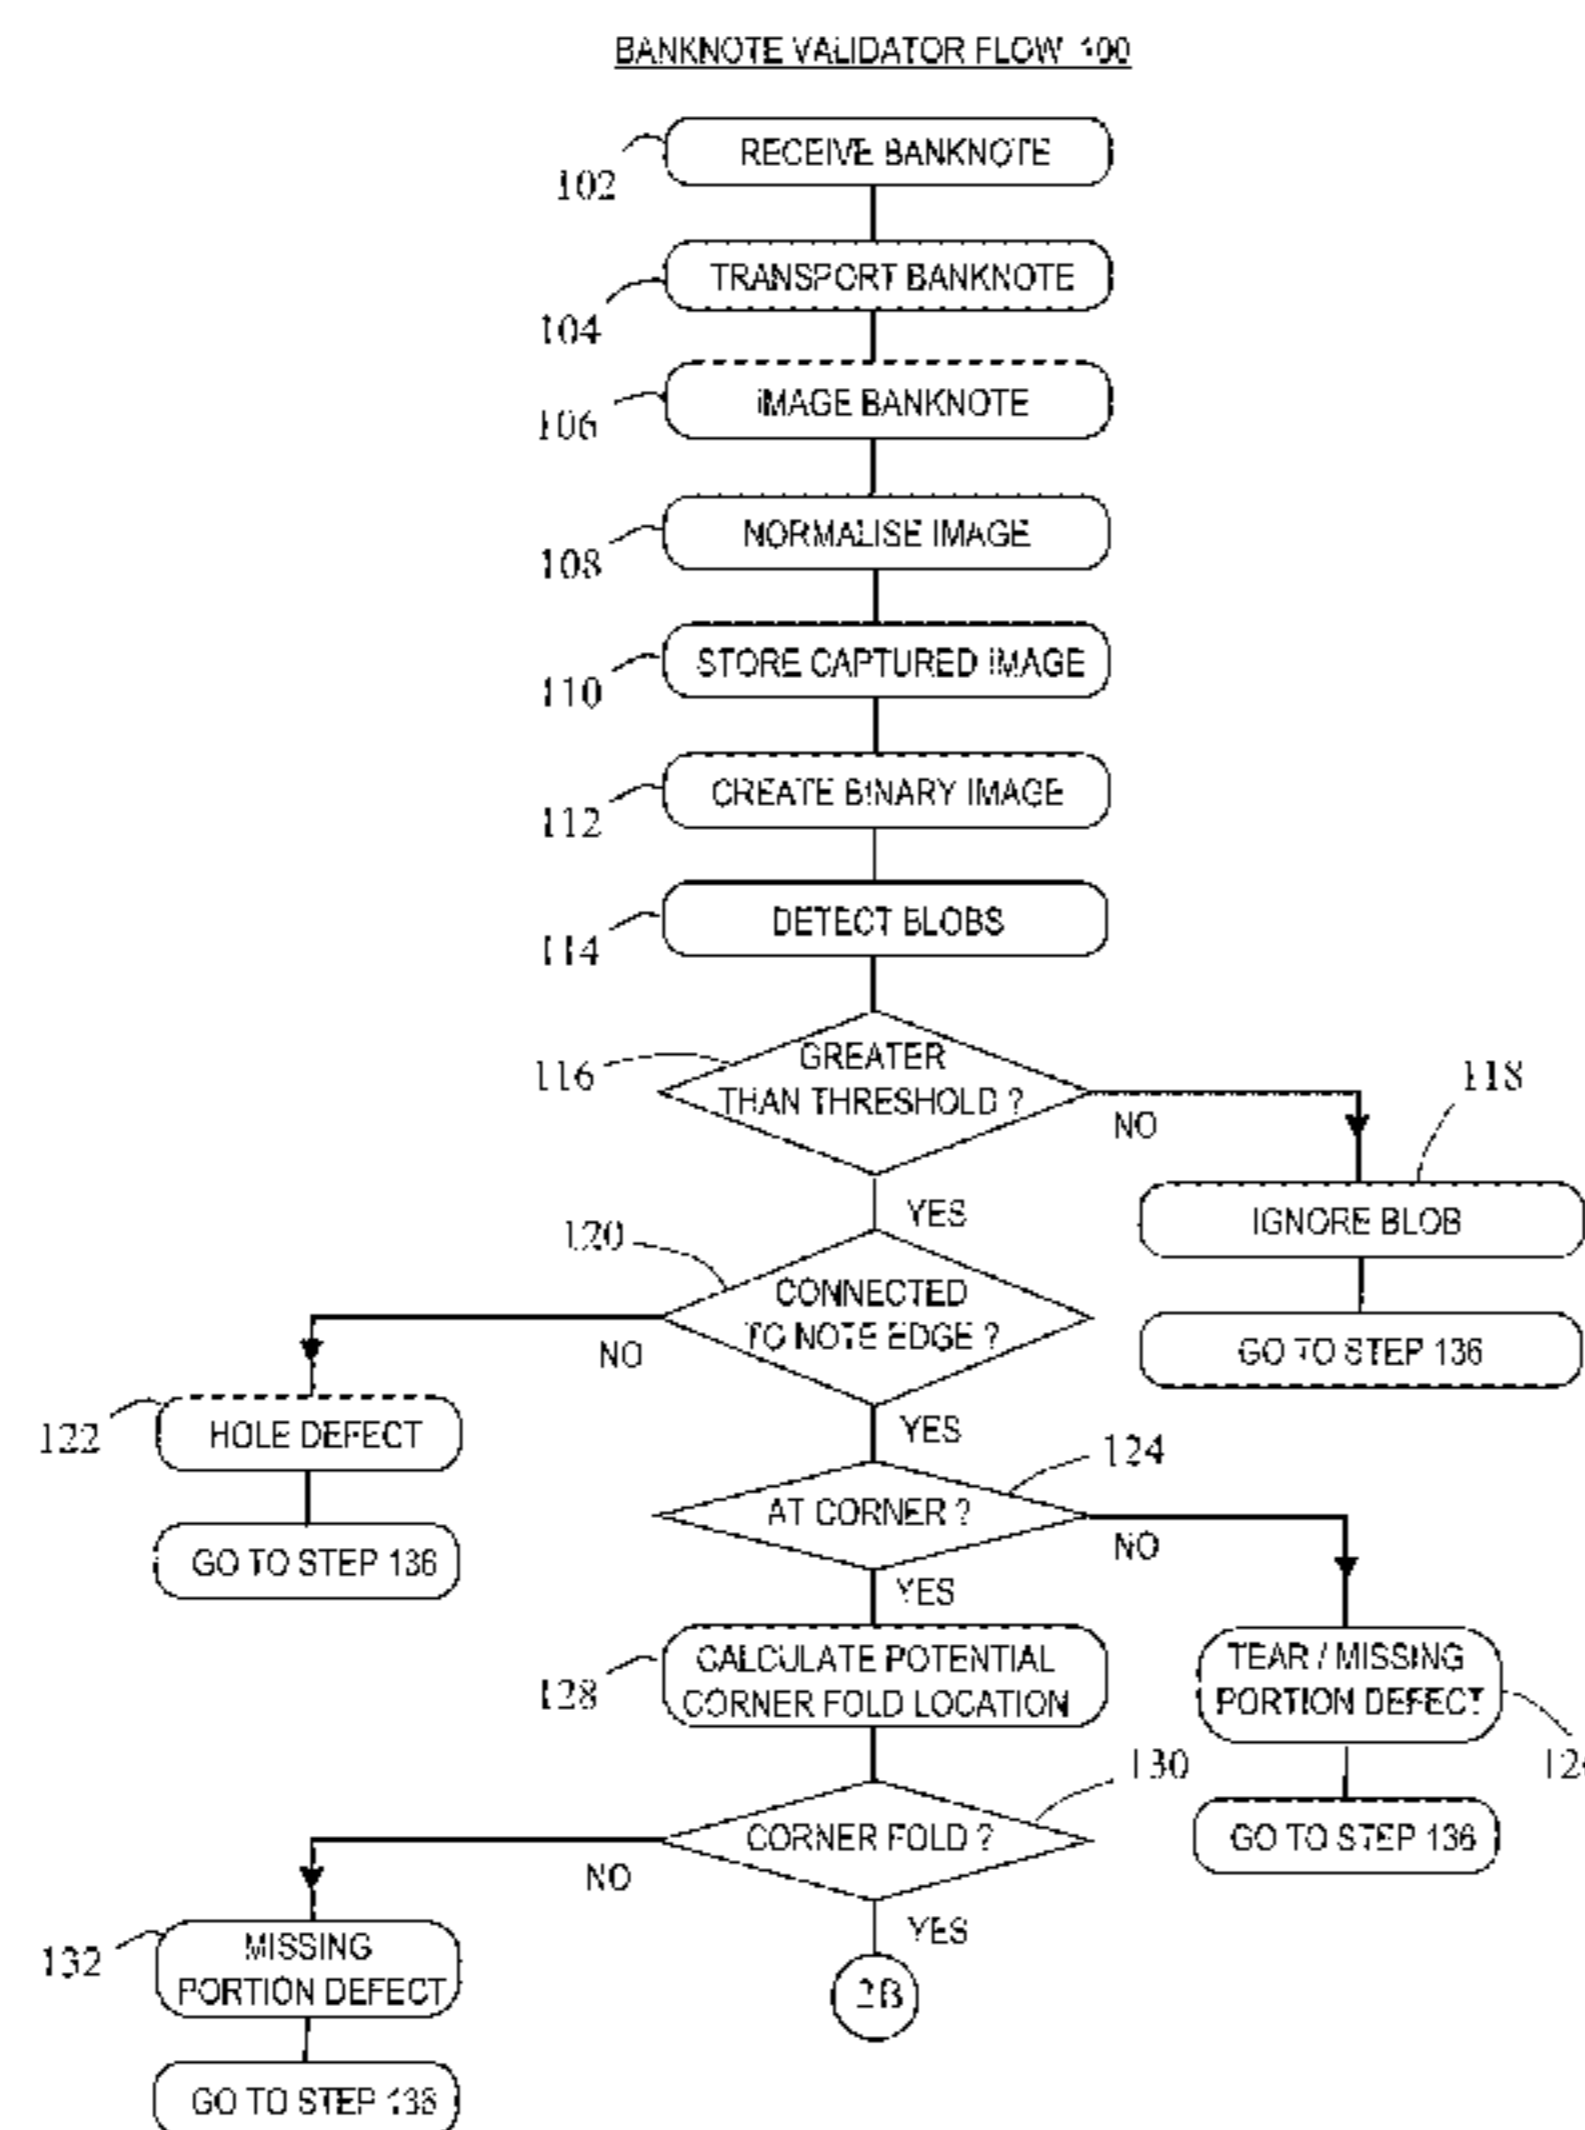 BANKNOTE VALIDATOR FLOW 100
RECEIVE BANKNOTE
102
TRANSPORT BANKNOTE
104
IMAGE BANKNOTE
106
NORMALISE IMAGE
108
STORE CAPTURED IMAGE
110
CREATE BINARY IMAGE
112
DETECT BLOBS
114
GREATER
THAN THRESHOLD ?
116
NO
118
IGNORE BLOB
GO TO STEP 136
YES
120
CONNECTED
TO NOTE EDGE ?
NO
122
HOLE DEFECT
GO TO STEP 136
YES
124
AT CORNER ?
NO
TEAR / MISSING
PORTION DEFECT
GO TO STEP 136
YES
CALCULATE POTENTIAL
CORNER FOLD LOCATION
128
130
CORNER FOLD ?
NO
132
MISSING
PORTION DEFECT
GO TO STEP 136
YES
2B